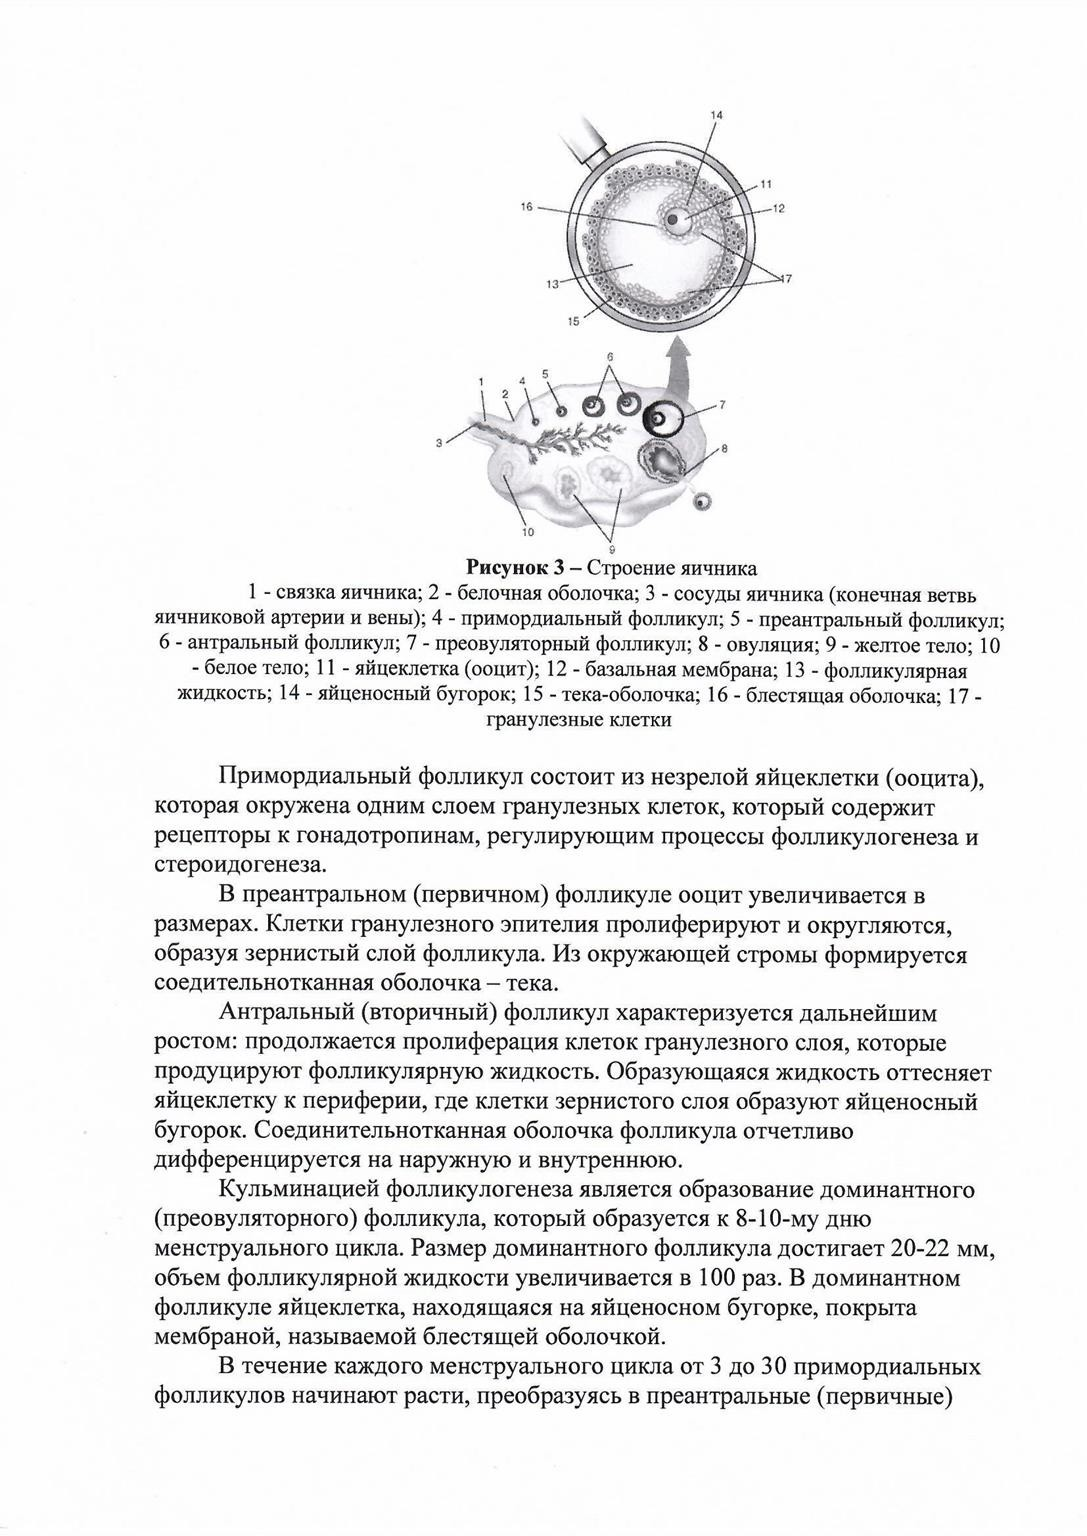 14
11
16
12
13
17
15
6
5
4
1
2
7
3
8
10
9
Рисунок 3 – Строение яичника
1 - связка яичника; 2 - белочная оболочка; 3 - сосуды яичника (конечная ветвь
яичниковой артерии и вены); 4 - примордиальный фолликул; 5 - преантральный фолликул;
6 - антральный фолликул; 7 - преовуляторный фолликул; 8 - овуляция; 9 - желтое тело; 10
- белое тело; 11 - яйцеклетка (ооцит); 12 - базальная мембрана; 13 - фолликулярная
жидкость; 14 - яйценосный бугорок; 15 - тека-оболочка; 16 - блестящая оболочка; 17 -
гранулезные клетки
Примордиальный фолликул состоит из незрелой яйцеклетки (ооцита),
которая окружена одним слоем гранулезных клеток, который содержит
рецепторы к гонадотропинам, регулирующим процессы фолликулогенеза и
стероидогенеза.
В преантральном (первичном) фолликуле ооцит увеличивается в
размерах. Клетки гранулезного эпителия пролиферируют и округляются,
образуя зернистый слой фолликула. Из окружающей стромы формируется
соедительнотканная оболочка – тека.
Антральный (вторичный) фолликул характеризуется дальнейшим
ростом: продолжается пролиферация клеток гранулезного слоя, которые
продуцируют фолликулярную жидкость. Образующаяся жидкость оттесняет
яйцеклетку к периферии, где клетки зернистого слоя образуют яйценосный
бугорок. Соединительнотканная оболочка фолликула отчетливо
дифференцируется на наружную и внутреннюю.
Кульминацией фолликулогенеза является образование доминантного
(преовуляторного) фолликула, который образуется к 8-10-му дню
менструального цикла. Размер доминантного фолликула достигает 20-22 мм,
объем фолликулярной жидкости увеличивается в 100 раз. В доминантном
фолликуле яйцеклетка, находящаяся на яйценосном бугорке, покрыта
мембраной, называемой блестящей оболочкой.
В течение каждого менструального цикла от 3 до 30 примордиальных
фолликулов начинают расти, преобразуясь в преантральные (первичные)